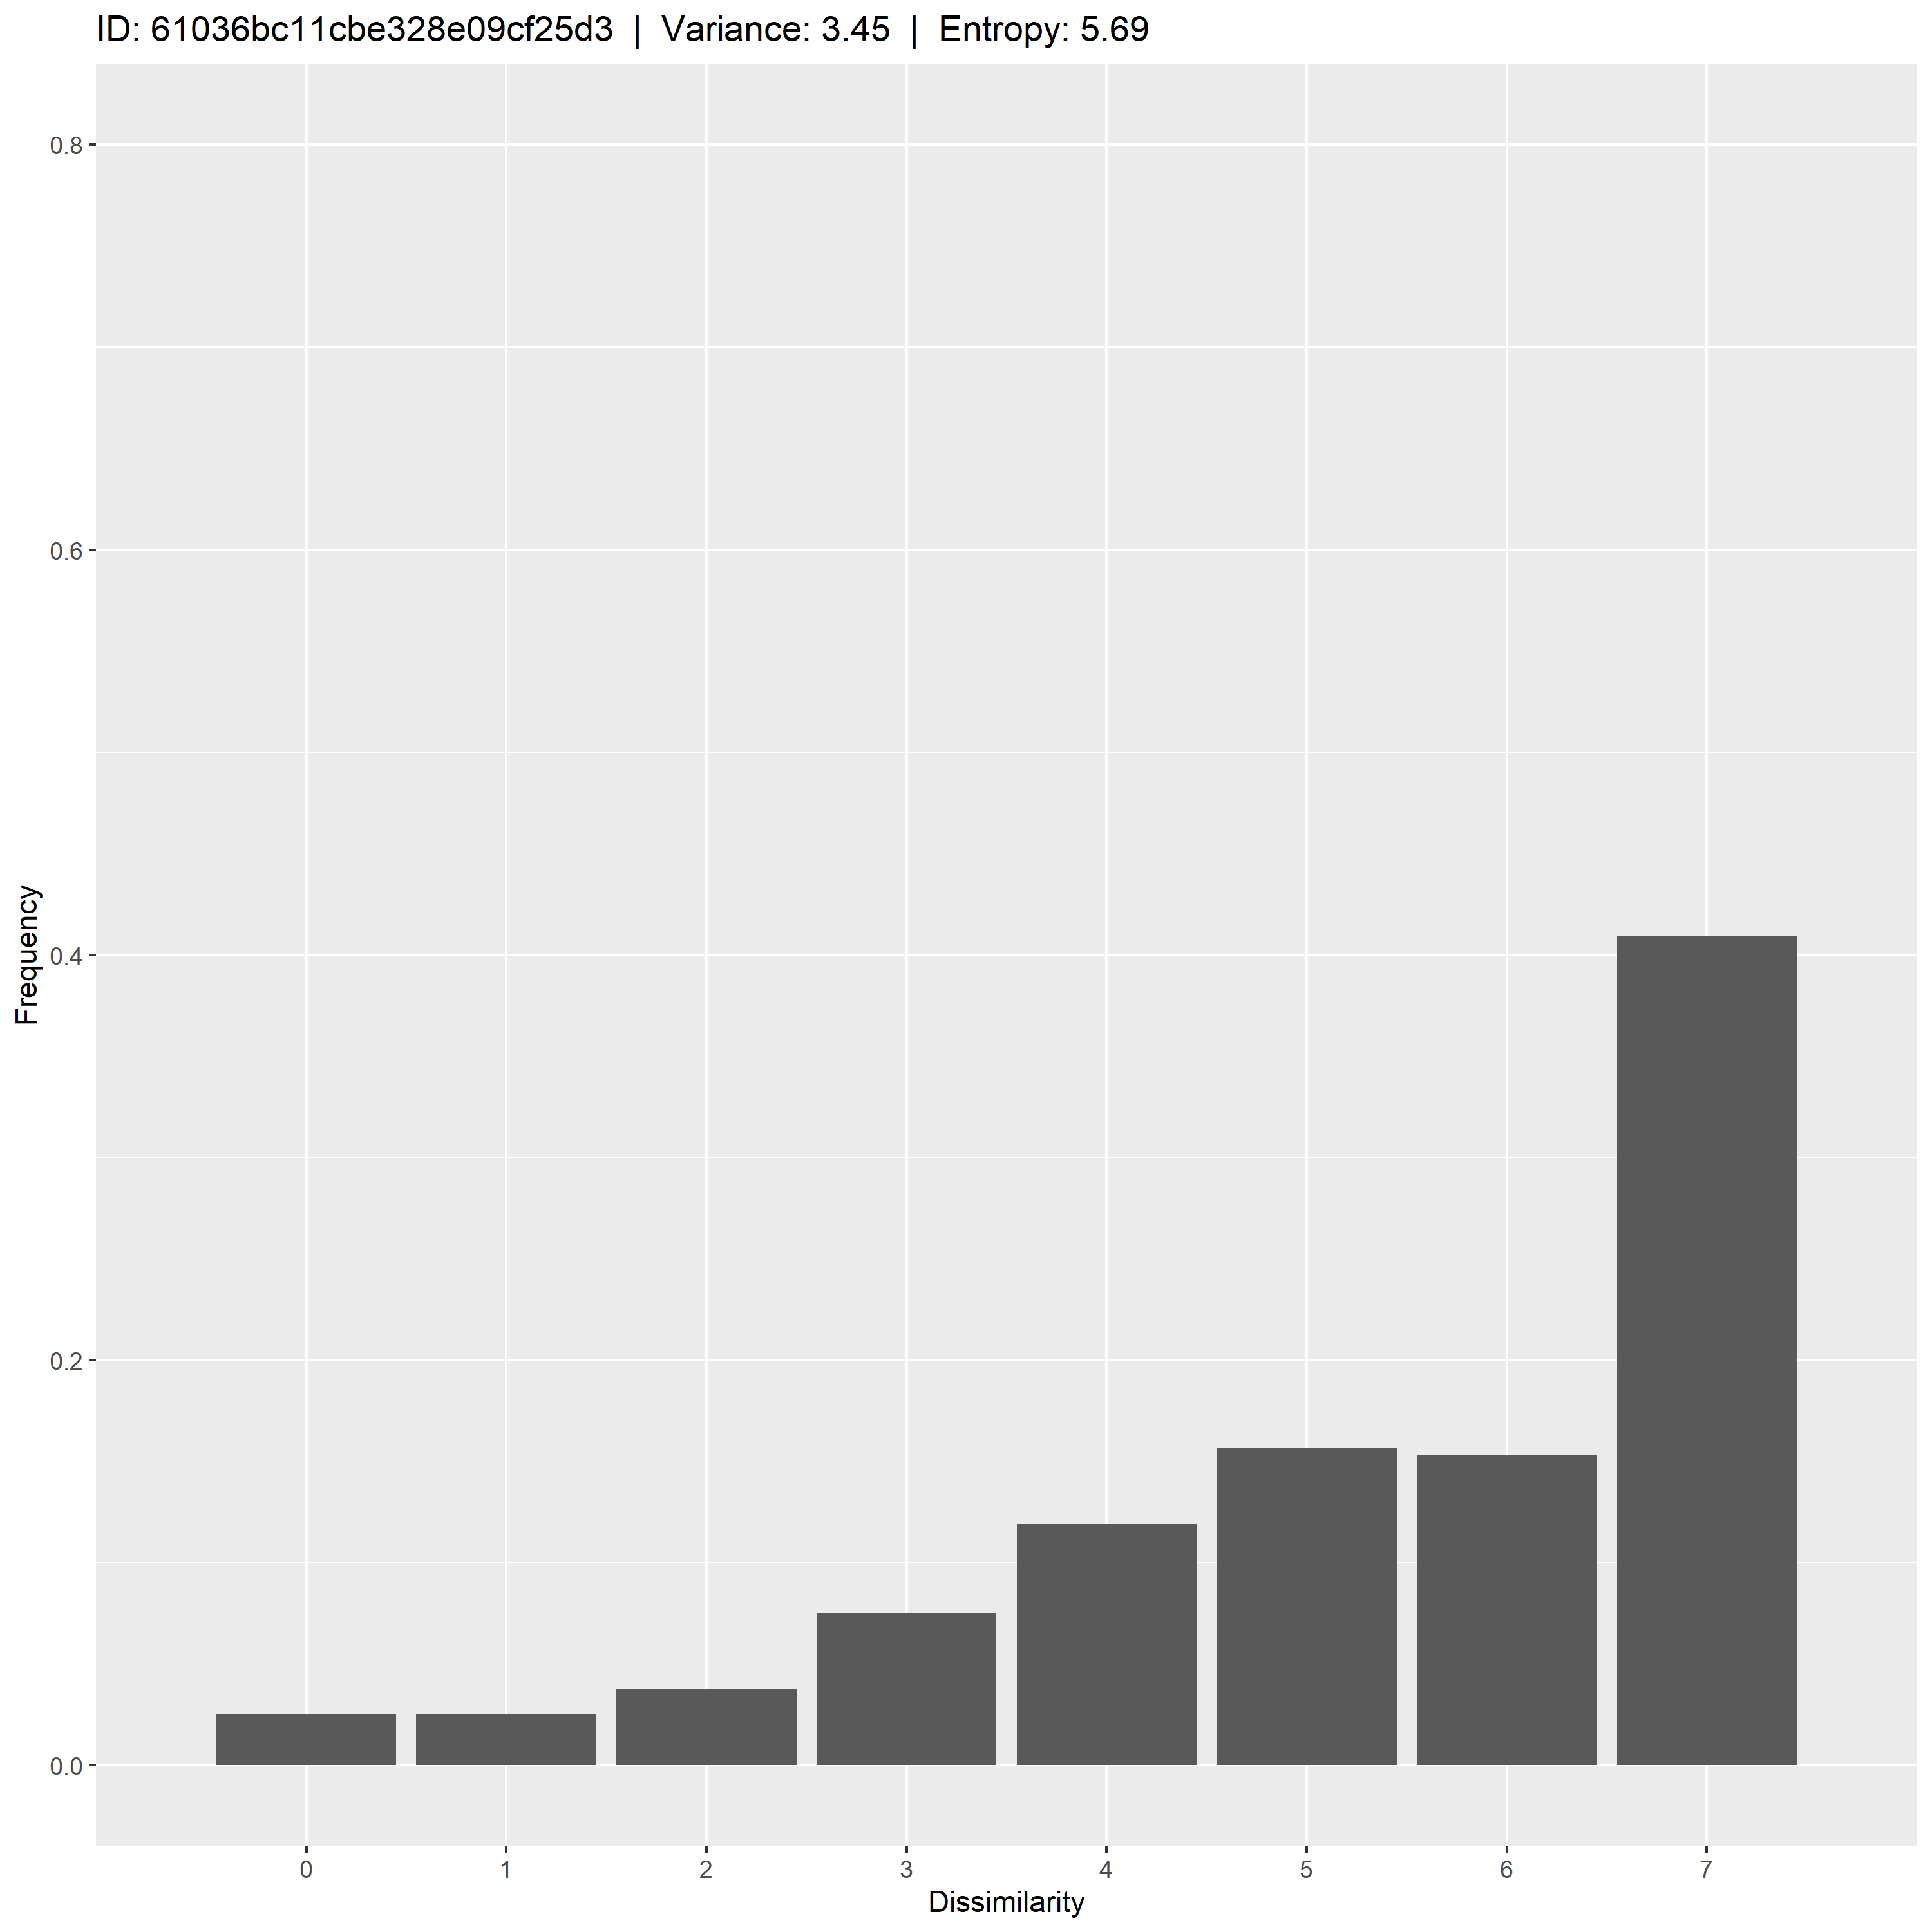 ID: 61036bc11cbe328e09cf25d3 | Variance: 3.45 | Entropy: 5.69
Frequency
0.8
0.6
0.4
0.2
0.0
0 1 2 3 4 5 6 7
Dissimilarity